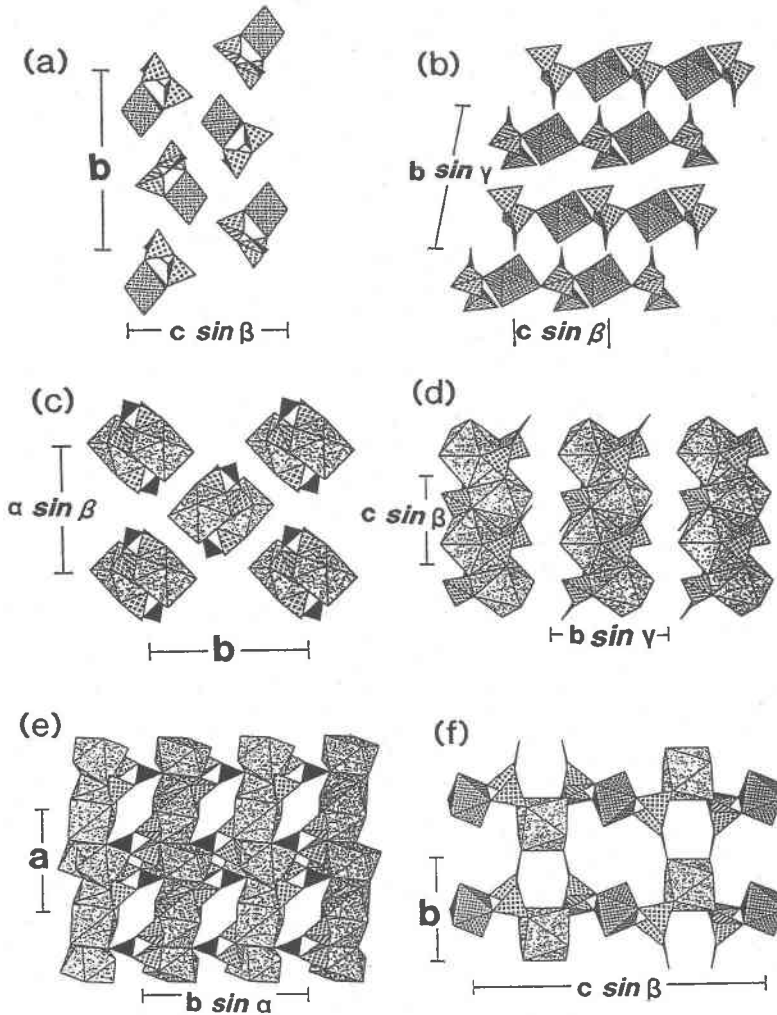 (a)
b
c sin β
(b)
b sin γ
c sin β
(c)
α sin β
b
(d)
c sin β
b sin γ
(e)
a
b sin α
(f)
b
c sin β